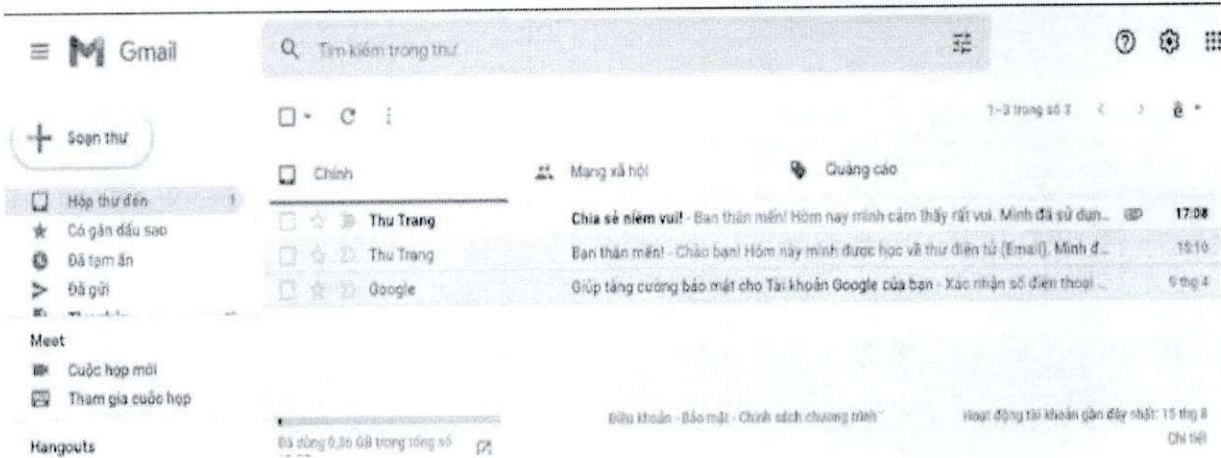 Gmail
Tìm kiếm trong thư
Soạn thư
1-3 trong số 3
Chính
Mạng xã hội
Quảng cáo
Hộp thư đến 1
Thu Trang Chia sẻ niềm vui! - Bạn thân mến! Hôm nay mình cảm thấy rất vui. Mình đã sử dụn... 17:08
Có gắn dấu sao
Thu Trang Bạn thân mến! - Chào bạn! Hôm nay mình được học về thư điện tử (Email). Mình đ...
Đã tạm ẩn
Google Giúp tăng cường bảo mật cho Tài khoản Google của bạn - Xác nhận số điện thoại ... 5 thg 4
Đã gửi
Meet
Cuộc họp mới
Tham gia cuộc họp
Điều khoản - Bảo mật - Chính sách chương trình
Hoạt động tài khoản gần đây nhất: 15 thg 8
Chi tiết
Đã dùng 0,36 GB trong tổng số
Hangouts